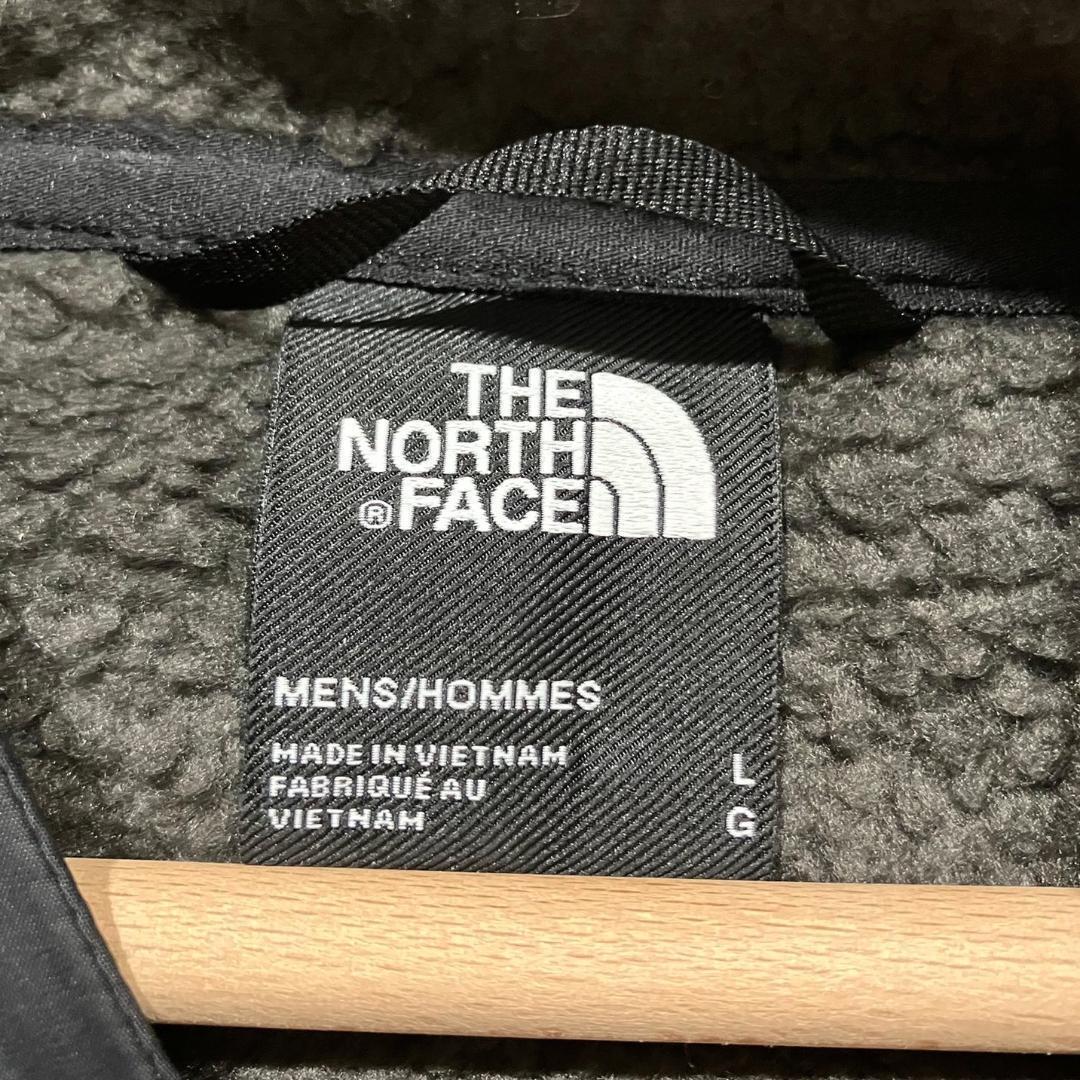 THE
NORTH
®FACE
MENS/HOMMES
MADE IN VIETNAM
FABRIQUÉ AU
VIETNAM
L
G